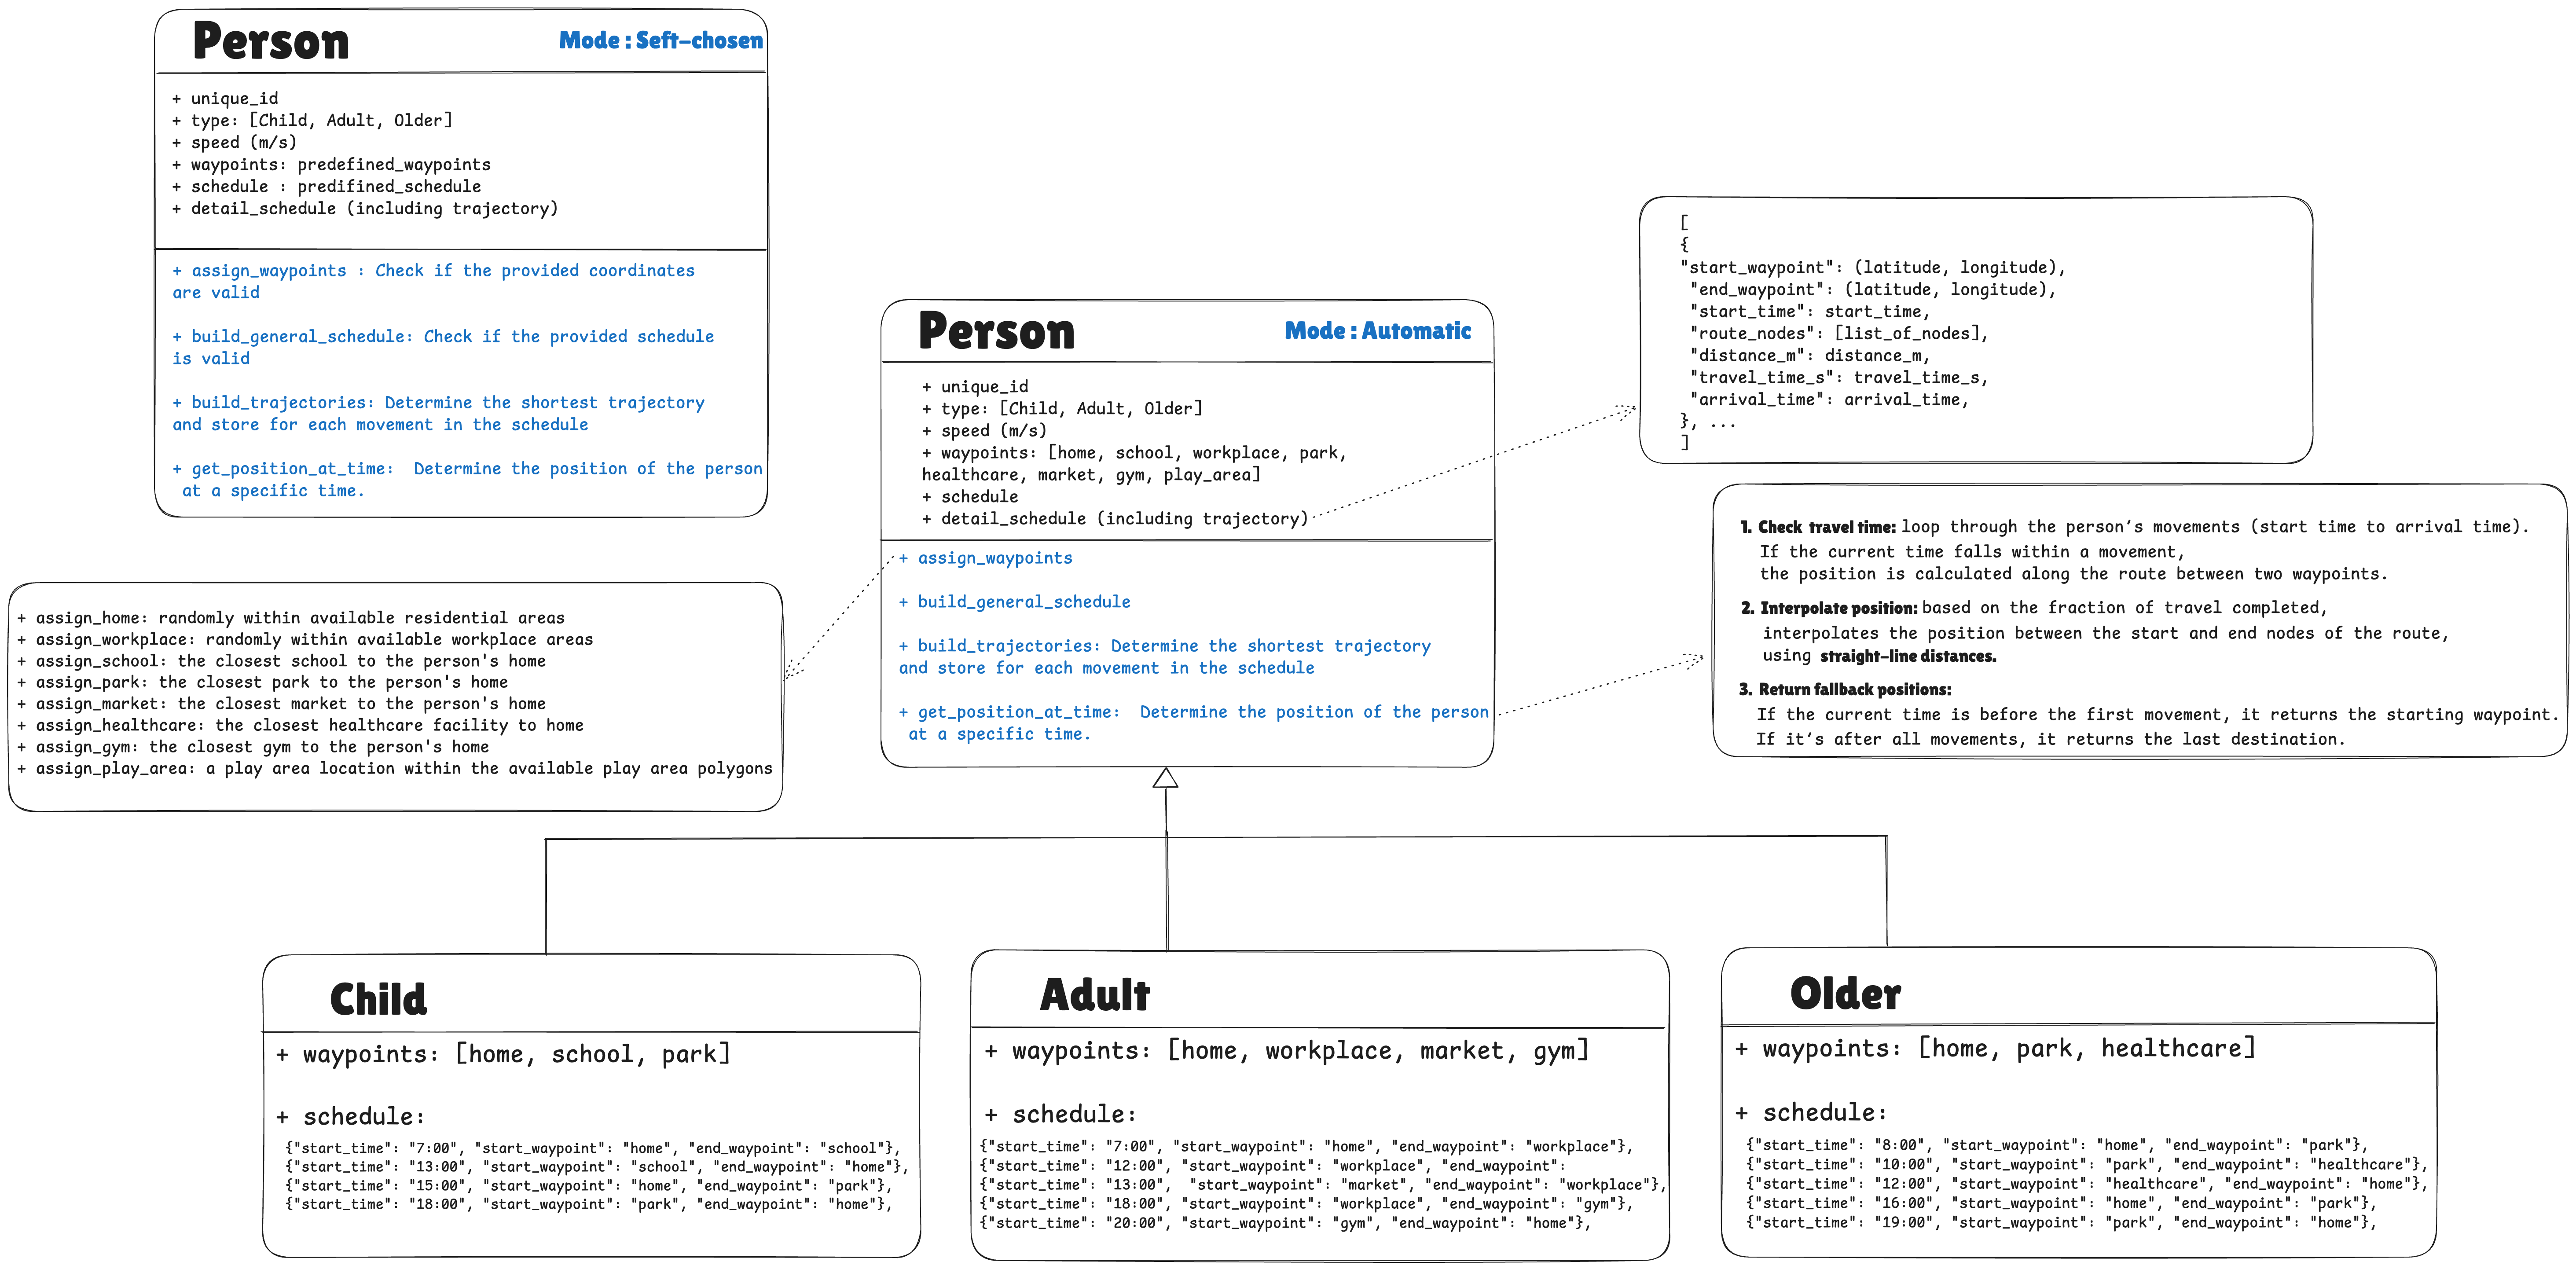 Person
Mode : Seft-chosen
+ unique_id
+ type: [Child, Adult, Older]
+ speed (m/s)
+ waypoints: predefined_waypoints
+ schedule : predifined_schedule
+ detail_schedule (including trajectory)
+ assign_waypoints : Check if the provided coordinates
are valid
+ build_general_schedule: Check if the provided schedule
is valid
+ build_trajectories: Determine the shortest trajectory
and store for each movement in the schedule
+ get_position_at_time:  Determine the position of the person
at a specific time.
Person
Mode : Automatic
+ unique_id
+ type: [Child, Adult, Older]
+ speed (m/s)
+ waypoints: [home, school, workplace, park,
healthcare, market, gym, play_area]
+ schedule
+ detail_schedule (including trajectory)
+ assign_waypoints
+ build_general_schedule
+ build_trajectories: Determine the shortest trajectory
and store for each movement in the schedule
+ get_position_at_time:  Determine the position of the person
at a specific time.
[
{
"start_waypoint": (latitude, longitude),
"end_waypoint": (latitude, longitude),
"start_time": start_time,
"route_nodes": [list_of_nodes],
"distance_m": distance_m,
"travel_time_s": travel_time_s,
"arrival_time": arrival_time,
}, ...
]
1. Check travel time: loop through the person's movements (start time to arrival time).
If the current time falls within a movement,
the position is calculated along the route between two waypoints.
2. Interpolate position: based on the fraction of travel completed,
interpolates the position between the start and end nodes of the route,
using straight-line distances.
3. Return fallback positions:
If the current time is before the first movement, it returns the starting waypoint.
If it's after all movements, it returns the last destination.
+ assign_home: randomly within available residential areas
+ assign_workplace: randomly within available workplace areas
+ assign_school: the closest school to the person's home
+ assign_park: the closest park to the person's home
+ assign_market: the closest market to the person's home
+ assign_healthcare: the closest healthcare facility to home
+ assign_gym: the closest gym to the person's home
+ assign_play_area: a play area location within the available play area polygons
Child
+ waypoints: [home, school, park]
+ schedule:
{"start_time": "7:00", "start_waypoint": "home", "end_waypoint": "school"},
{"start_time": "13:00", "start_waypoint": "school", "end_waypoint": "home"},
{"start_time": "15:00", "start_waypoint": "home", "end_waypoint": "park"},
{"start_time": "18:00", "start_waypoint": "park", "end_waypoint": "home"},
Adult
+ waypoints: [home, workplace, market, gym]
+ schedule:
{"start_time": "7:00", "start_waypoint": "home", "end_waypoint": "workplace"},
{"start_time": "12:00", "start_waypoint": "workplace", "end_waypoint":
{"start_time": "13:00",  "start_waypoint": "market", "end_waypoint": "workplace"},
{"start_time": "18:00", "start_waypoint": "workplace", "end_waypoint": "gym"},
{"start_time": "20:00", "start_waypoint": "gym", "end_waypoint": "home"},
Older
+ waypoints: [home, park, healthcare]
+ schedule:
{"start_time": "8:00", "start_waypoint": "home", "end_waypoint": "park"},
{"start_time": "10:00", "start_waypoint": "park", "end_waypoint": "healthcare"},
{"start_time": "12:00", "start_waypoint": "healthcare", "end_waypoint": "home"},
{"start_time": "16:00", "start_waypoint": "home", "end_waypoint": "park"},
{"start_time": "19:00", "start_waypoint": "park", "end_waypoint": "home"},